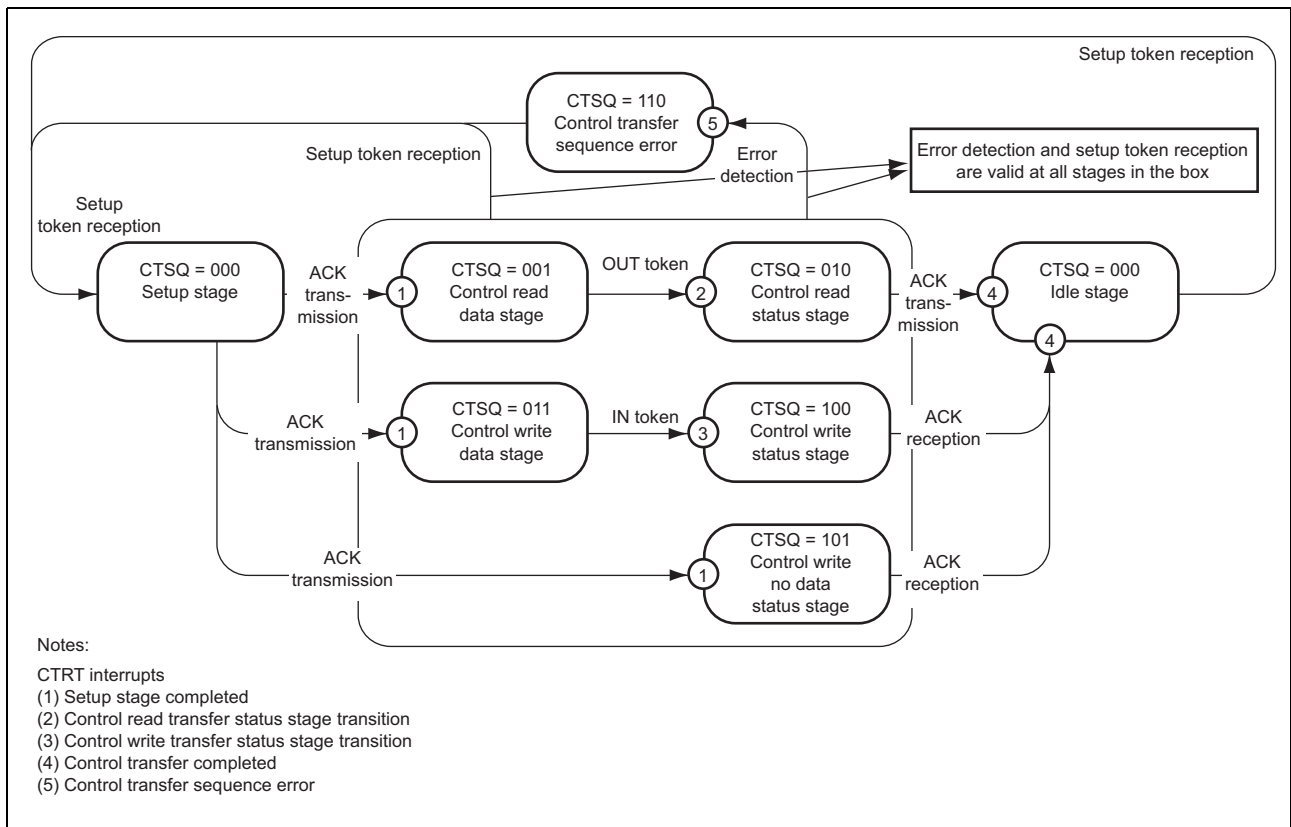 Setup token reception
CTSQ = 110
Control transfer
sequence error
5
Setup token reception
Error
detection
Error detection and setup token reception
are valid at all stages in the box
Setup
token reception
CTSQ = 000
Setup stage
ACK
trans-
mission
1
CTSQ = 001
Control read
data stage
OUT token
2
CTSQ = 010
Control read
status stage
ACK
trans-
mission
4
CTSQ = 000
Idle stage
4
ACK
transmission
1
CTSQ = 011
Control write
data stage
IN token
3
CTSQ = 100
Control write
status stage
ACK
reception
ACK
transmission
1
CTSQ = 101
Control write
no data
status stage
ACK
reception
Notes:
CTRT interrupts
(1) Setup stage completed
(2) Control read transfer status stage transition
(3) Control write transfer status stage transition
(4) Control transfer completed
(5) Control transfer sequence error